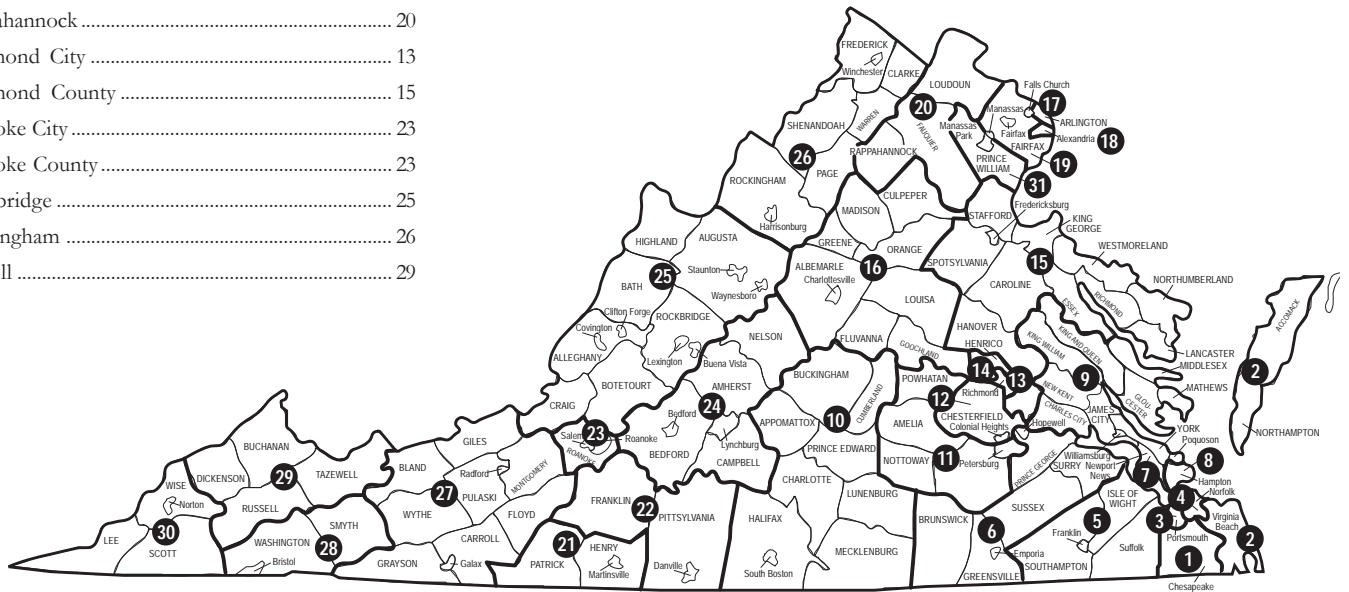 ahannock ........ 20
mond City ........ 13
mond County ........ 15
oke City ........ 23
oke County ........ 23
bridge ........ 25
ngham ........ 26
ll ........ 29
FREDERICK
Winchester
CLARKE
LOUDOUN
Falls Church
17
ARLINGTON
Manassas
Fairfax
Alexandria 18
20
SHENANDOAH
WARREN
FAUQUIER
Manassas
Park
FAIRFAX
19
RAPPAHANNOCK
PRINCE
WILLIAM
31
26
PAGE
ROCKINGHAM
Harrisonburg
CULPEPER
MADISON
STAFFORD
Fredericksburg
KING
GEORGE
HIGHLAND
AUGUSTA
GREENE
ORANGE
SPOTSYLVANIA
WESTMORELAND
15
25
BATH
Staunton
Waynesboro
ALBEMARLE
Charlottesville
16
LOUISA
CAROLINE
ESSEX
RICHMOND
NORTHUMBERLAND
ACCOMACK
Clifton Forge
Covington
ROCKBRIDGE
NELSON
FLUVANNA
GOOCHLAND
HANOVER
HENRICO
KING WILLIAM
KING AND QUEEN
LANCASTER
MIDDLESEX
ALLEGHANY
Lexington
Buena Vista
BOTETOURT
AMHERST
BUCKINGHAM
CUMBERLAND
POWHATAN
14
13
Richmond
9
NEW KENT
MATHEWS
2
CRAIG
24
Bedford
Lynchburg
APPOMATTOX
10
12
AMELIA
CHESTERFIELD
Colonial Heights
Hopewell
CHARLES CITY
JAMES
CITY
GLOU-
CESTER
YORK
Poquoson
NORTHAMPTON
Salem
23
Roanoke
ROANOKE
BEDFORD
CAMPBELL
PRINCE EDWARD
NOTTOWAY
11
Petersburg
PRINCE GEORGE
SURRY
Williamsburg
Newport
News
7
8
Hampton
Norfolk
BUCHANAN
GILES
BLAND
Radford
MONTGOMERY
DICKENSON
29
TAZEWELL
27
PULASKI
WISE
Norton
RUSSELL
WYTHE
FLOYD
FRANKLIN
22
PITTSYLVANIA
CHARLOTTE
LUNENBURG
HALIFAX
SUSSEX
ISLE OF
WIGHT
4
Virginia
Beach
BRUNSWICK
6
5
3
Portsmouth
2
LEE
30
SCOTT
WASHINGTON
28
SMYTH
Bristol
GRAYSON
CARROLL
Galax
21
PATRICK
HENRY
Martinsville
Danville
South Boston
MECKLENBURG
Emporia
GREENSVILLE
Franklin
SOUTHAMPTON
Suffolk
1
Chesapeake